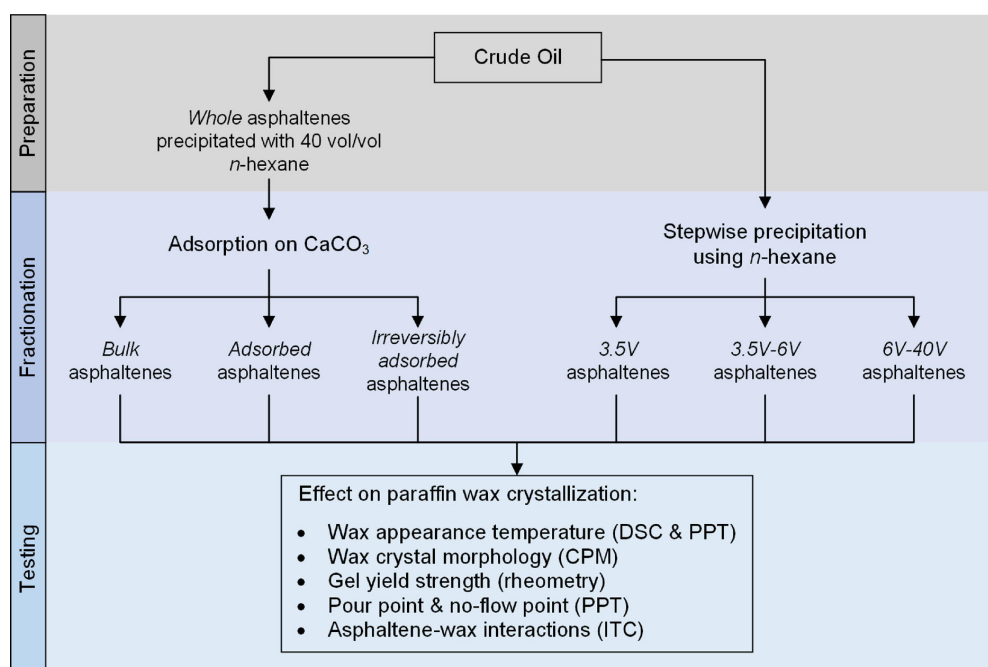 Preparation
Crude Oil
Whole asphaltenes
precipitated with 40 vol/vol
n-hexane
Fractionation
Adsorption on CaCO₃
Stepwise precipitation
using n-hexane
Bulk
asphaltenes
Adsorbed
asphaltenes
Irreversibly
adsorbed
asphaltenes
3.5V
asphaltenes
3.5V-6V
asphaltenes
6V-40V
asphaltenes
Testing
Effect on paraffin wax crystallization:
• Wax appearance temperature (DSC & PPT)
• Wax crystal morphology (CPM)
• Gel yield strength (rheometry)
• Pour point & no-flow point (PPT)
• Asphaltene-wax interactions (ITC)